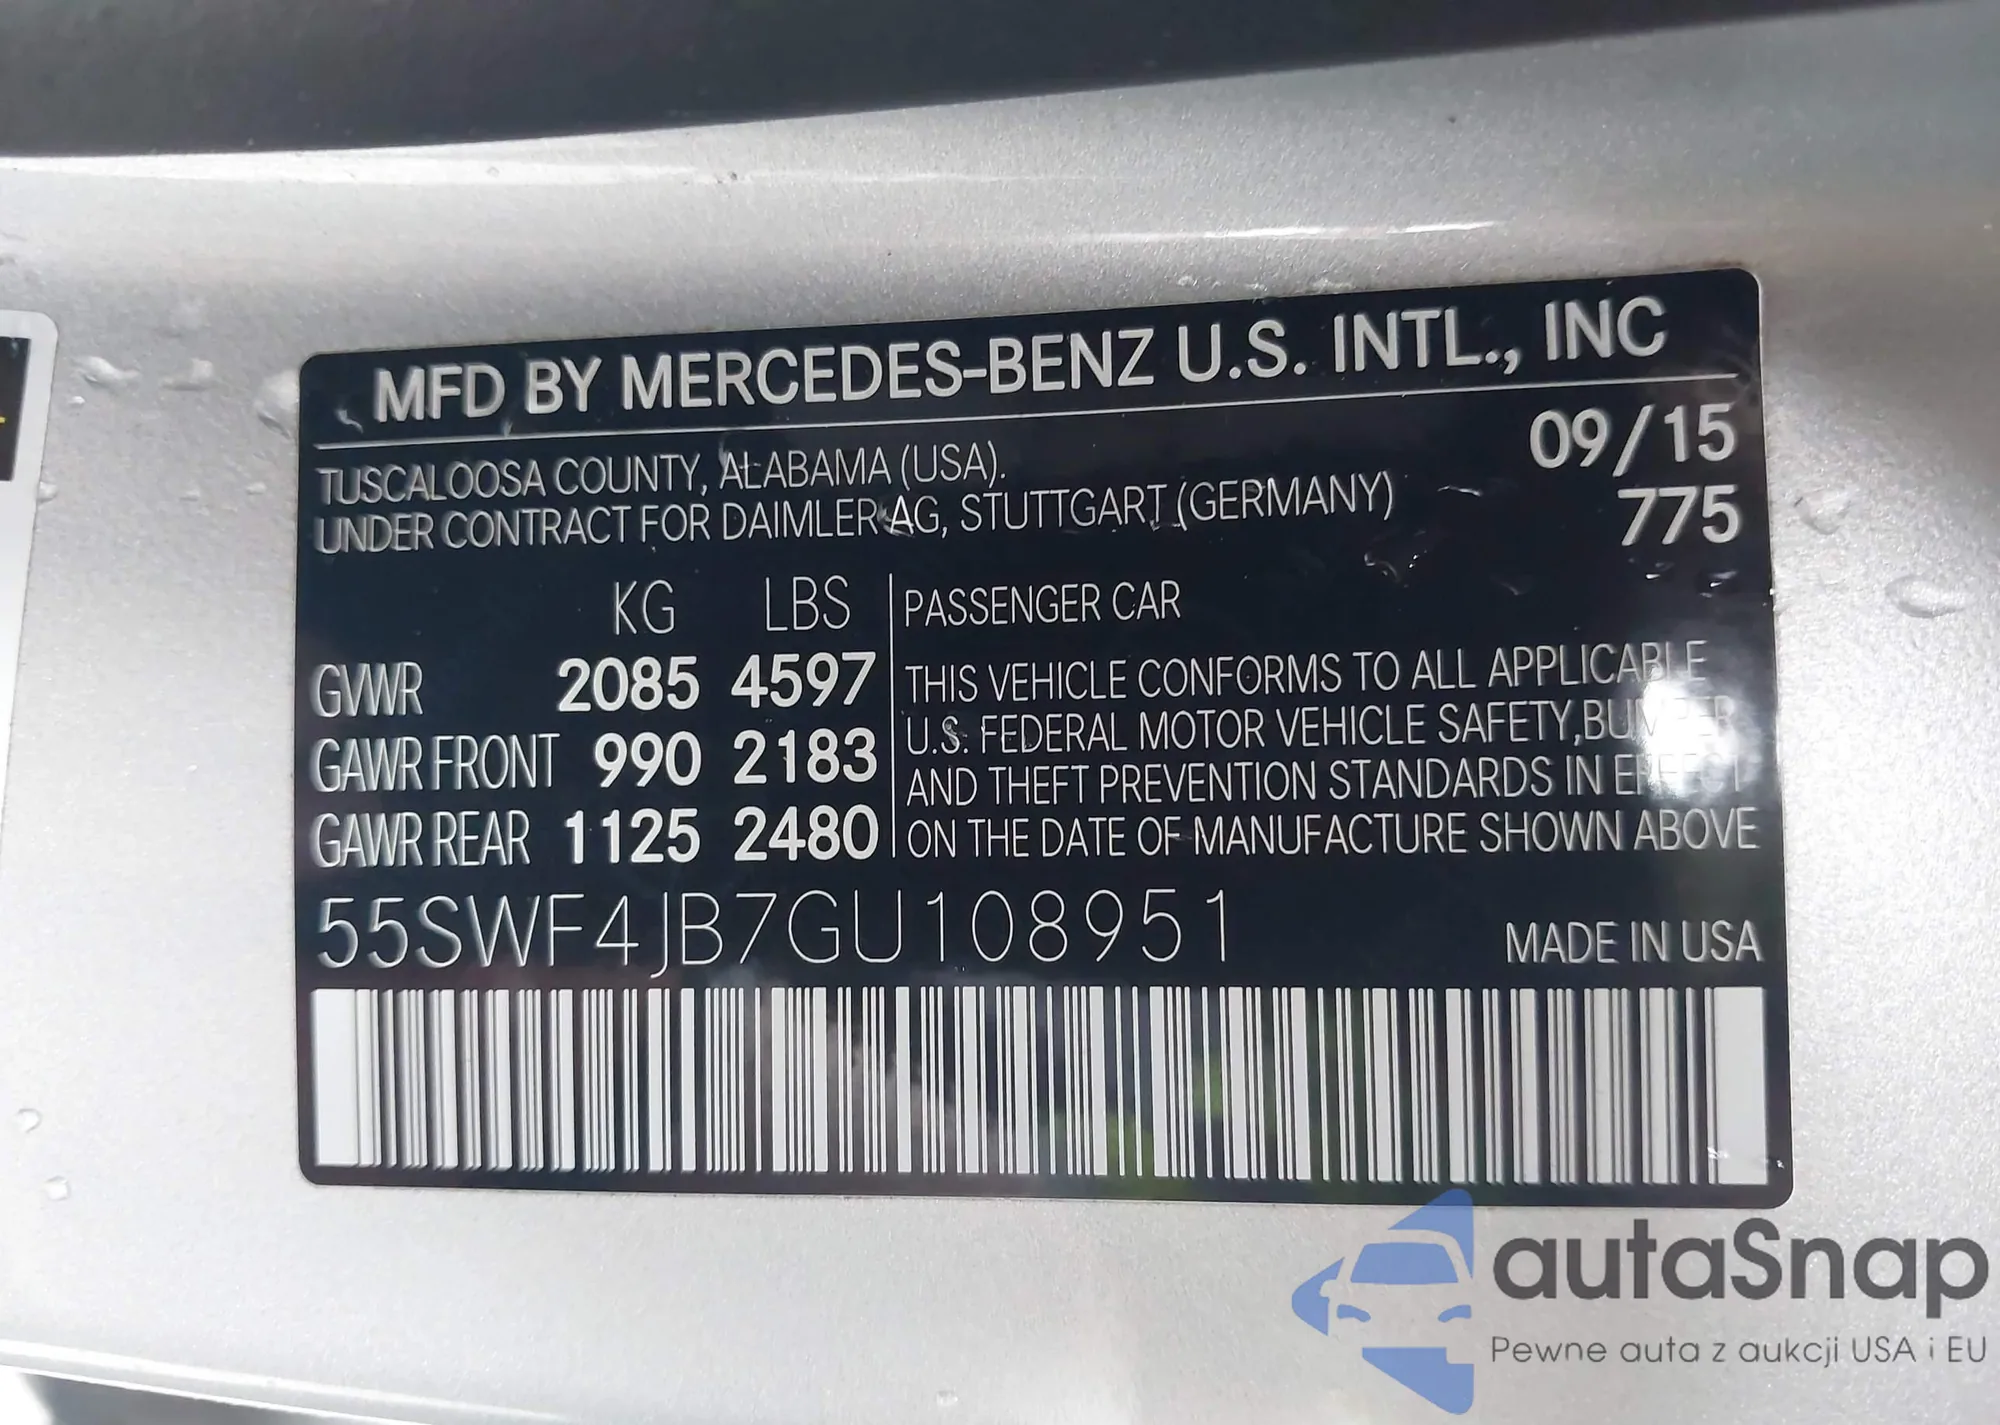 MFD BY MERCEDES-BENZ U.S. INTL., INC
09/15
TUSCALOOSA COUNTY, ALABAMA (USA).
UNDER CONTRACT FOR DAIMLER AG, STUTTGART (GERMANY)
775
KG LBS
GVWR 2085 4597
GAWR FRONT 990 2183
GAWR REAR 1125 2480
PASSENGER CAR
THIS VEHICLE CONFORMS TO ALL APPLICABLE
U.S. FEDERAL MOTOR VEHICLE SAFETY,BUMPER
AND THEFT PREVENTION STANDARDS IN EFFECT
ON THE DATE OF MANUFACTURE SHOWN ABOVE
55SWF4JB7GU108951
MADE IN USA
autaSnap
Pewne auta z aukcji USA i EU